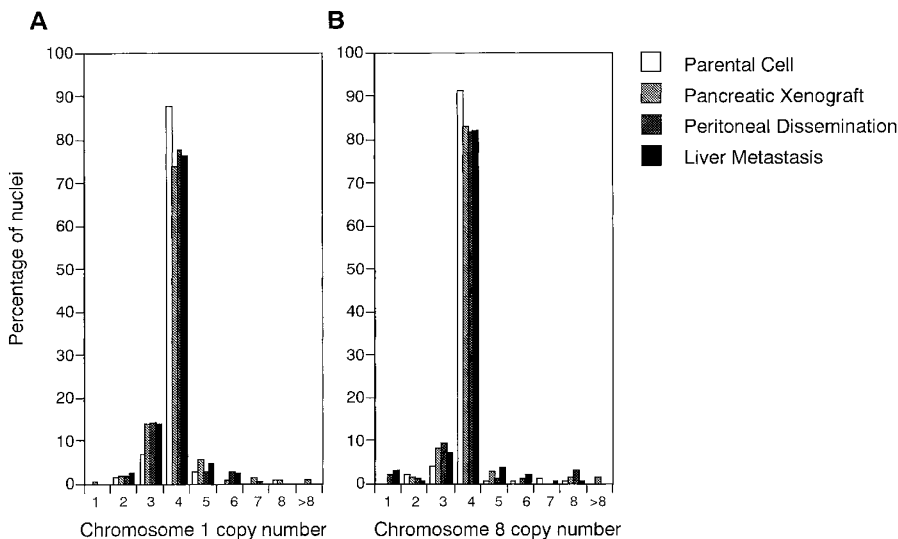 A
B
100
90
80
70
60
50
40
30
20
10
0
Percentage of nuclei
1 2 3 4 5 6 7 8 >8
Chromosome 1 copy number
100
90
80
70
60
50
40
30
20
10
0
1 2 3 4 5 6 7 8 >8
Chromosome 8 copy number
Parental Cell
Pancreatic Xenograft
Peritoneal Dissemination
Liver Metastasis